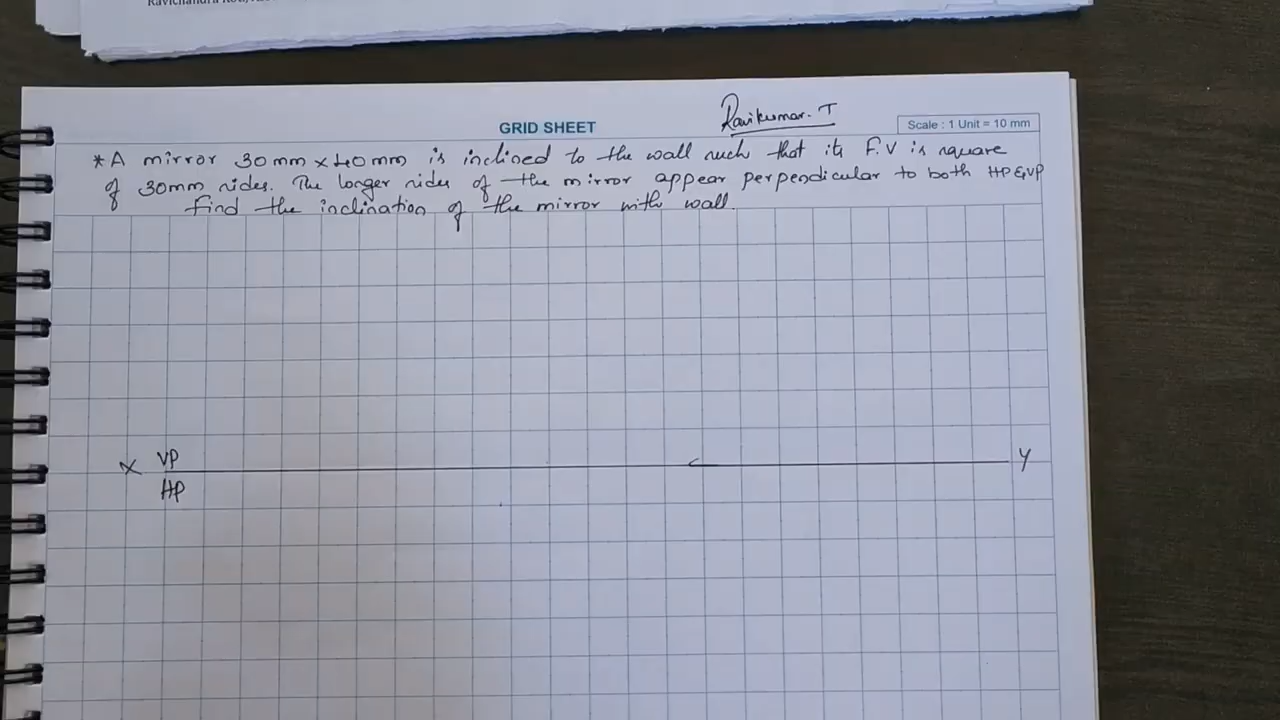 GRID SHEET
Ravikumar. T
Scale : 1 Unit = 10 mm
* A mirror 30mm x 40mm is inclined to the wall such that its F.V is square
of 30mm sides. The longer sides of the mirror appear perpendicular to both HP & VP
find the inclination of the mirror with wall.
X VP Y
HP